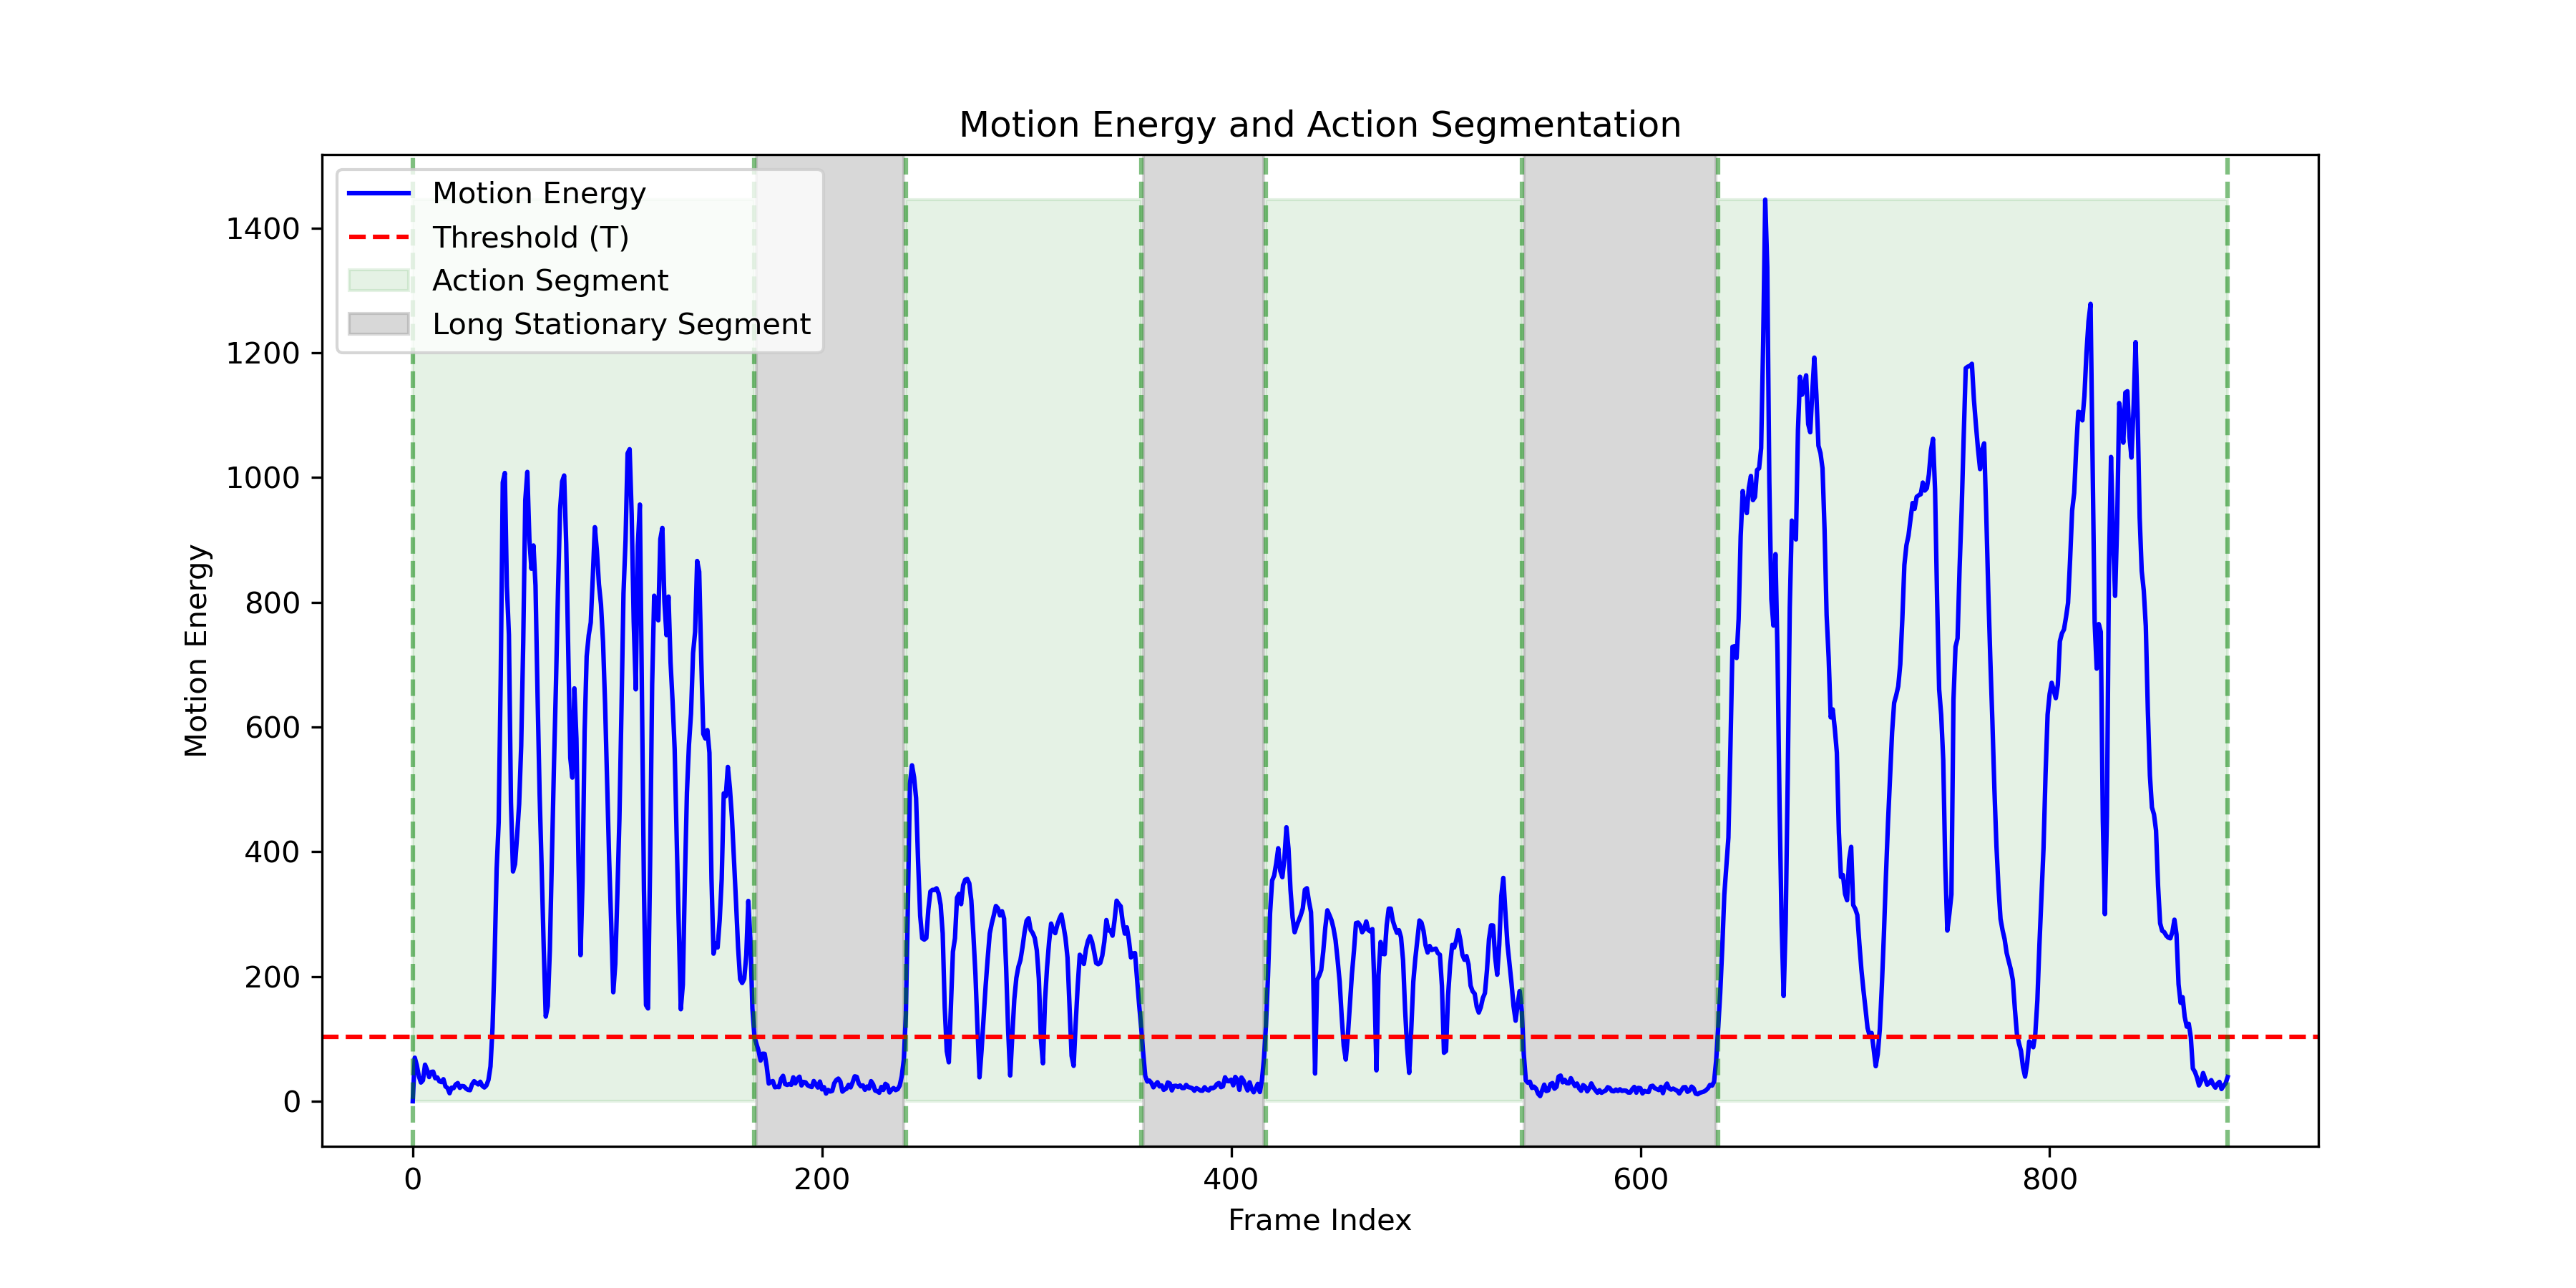 Motion Energy and Action Segmentation
Motion Energy
Threshold (T)
Action Segment
Long Stationary Segment
1400
1200
1000
800
600
400
200
0
Motion Energy
0 200 400 600 800
Frame Index